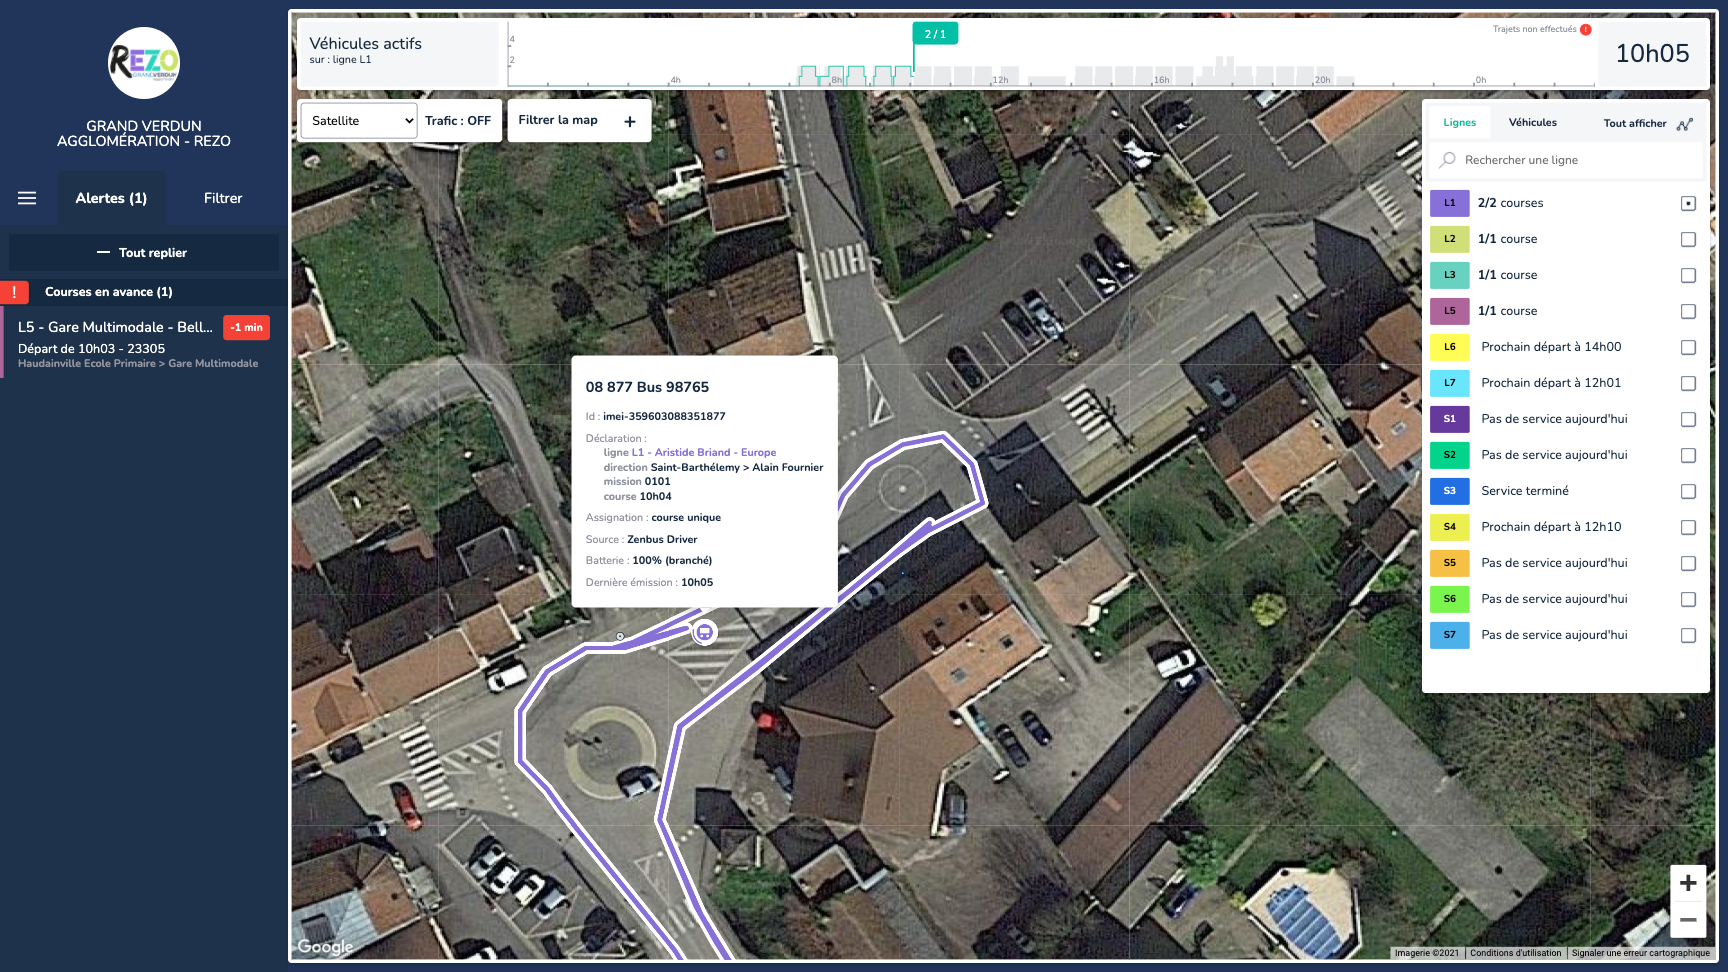 REZO
GRANDVERDUN
GRAND VERDUN
AGGLOMÉRATION - REZO
Alertes (1)
Filtrer
Tout replier
! Courses en avance (1)
L5 - Gare Multimodale - Bell... -1 min
Départ de 10h03 - 23305
Haudainville Ecole Primaire > Gare Multimodale
Véhicules actifs
sur : ligne L1
4
2
4h
8h
12h
16h
20h
0h
2 / 1
Trajets non effectués !
10h05
Satellite
Trafic : OFF
Filtrer la map +
08 877 Bus 98765
Id : imei-359603088351877
Déclaration :
ligne L1 - Aristide Briand - Europe
direction Saint-Barthélemy > Alain Fournier
mission 0101
course 10h04
Assignation : course unique
Source : Zenbus Driver
Batterie : 100% (branché)
Dernière émission : 10h05
Lignes
Véhicules
Tout afficher
Rechercher une ligne
L1 2/2 courses
L2 1/1 course
L3 1/1 course
L5 1/1 course
L6 Prochain départ à 14h00
L7 Prochain départ à 12h01
S1 Pas de service aujourd'hui
S2 Pas de service aujourd'hui
S3 Service terminé
S4 Prochain départ à 12h10
S5 Pas de service aujourd'hui
S6 Pas de service aujourd'hui
S7 Pas de service aujourd'hui
+
−
Google
Imagerie ©2021
Conditions d'utilisation
Signaler une erreur cartographique